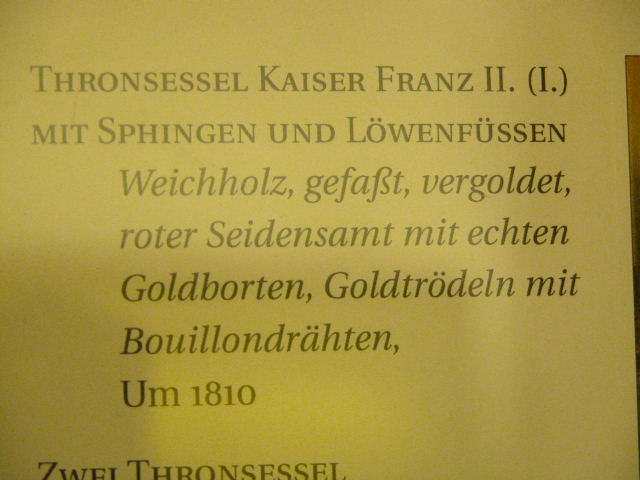 THRONSESSEL KAISER FRANZ II. (I.)
MIT SPHINGEN UND LÖWENFÜSSEN
Weichholz, gefaßt, vergoldet,
roter Seidensamt mit echten
Goldborten, Goldtrödeln mit
Bouillondrähten,
Um 1810
ZWEI THRONSESSEL